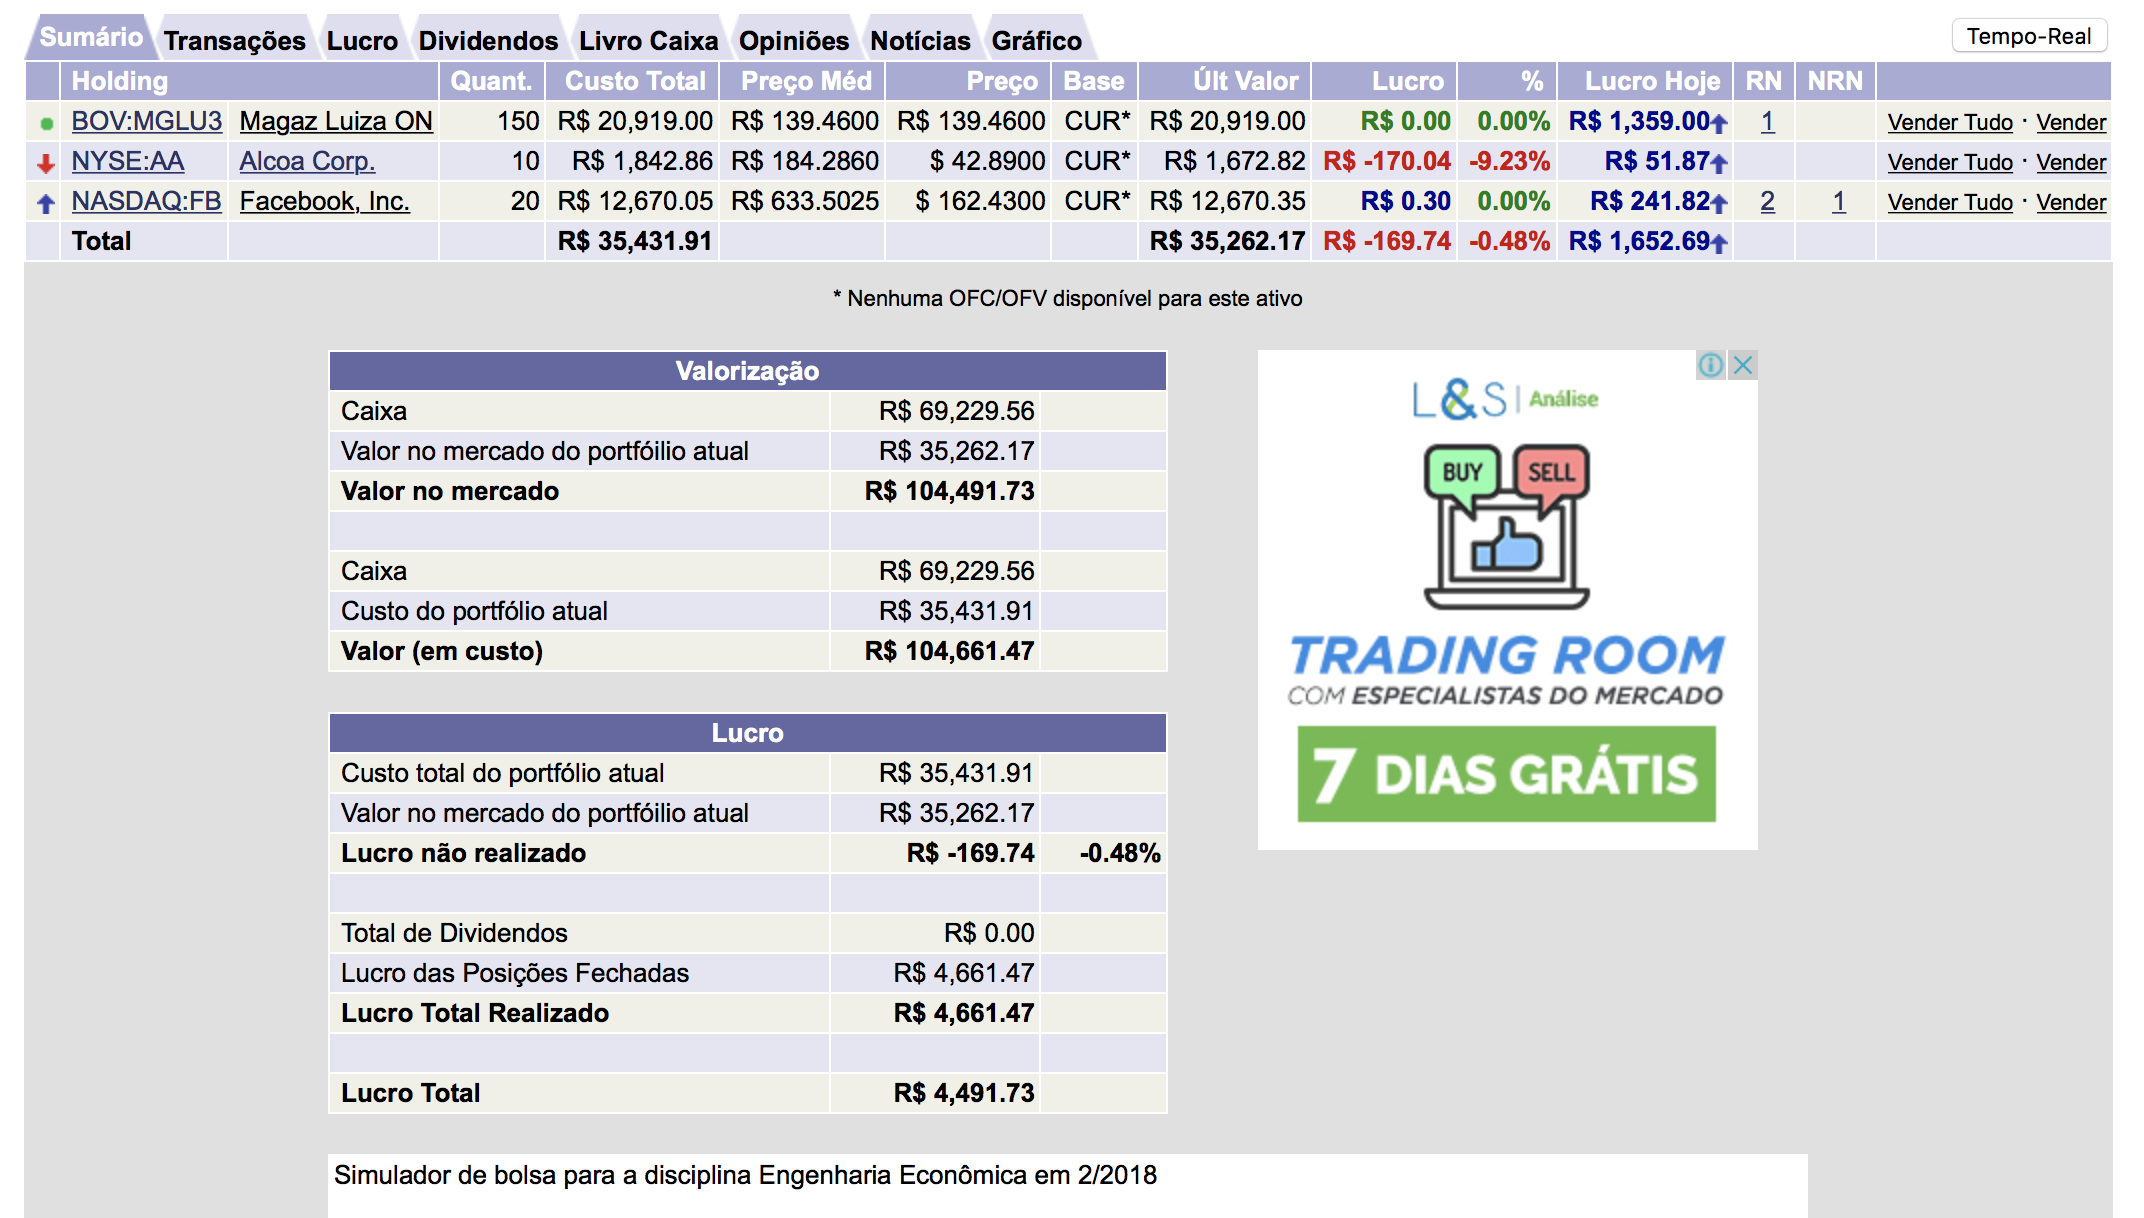 Sumário Transações Lucro Dividendos Livro Caixa Opiniões Notícias Gráfico Tempo-Real
Holding Quant. Custo Total Preço Méd Preço Base Últ Valor Lucro % Lucro Hoje RN NRN
BOV:MGLU3 Magaz Luiza ON 150 R$ 20,919.00 R$ 139.4600 R$ 139.4600 CUR* R$ 20,919.00 R$ 0.00 0.00% R$ 1,359.00 1 Vender Tudo · Vender
NYSE:AA Alcoa Corp. 10 R$ 1,842.86 R$ 184.2860 $ 42.8900 CUR* R$ 1,672.82 R$ -170.04 -9.23% R$ 51.87 Vender Tudo · Vender
NASDAQ:FB Facebook, Inc. 20 R$ 12,670.05 R$ 633.5025 $ 162.4300 CUR* R$ 12,670.35 R$ 0.30 0.00% R$ 241.82 2 1 Vender Tudo · Vender
Total R$ 35,431.91 R$ 35,262.17 R$ -169.74 -0.48% R$ 1,652.69
* Nenhuma OFC/OFV disponível para este ativo
Valorização
Caixa R$ 69,229.56
Valor no mercado do portfóilio atual R$ 35,262.17
Valor no mercado R$ 104,491.73
Caixa R$ 69,229.56
Custo do portfólio atual R$ 35,431.91
Valor (em custo) R$ 104,661.47
Lucro
Custo total do portfólio atual R$ 35,431.91
Valor no mercado do portfóilio atual R$ 35,262.17
Lucro não realizado R$ -169.74 -0.48%
Total de Dividendos R$ 0.00
Lucro das Posições Fechadas R$ 4,661.47
Lucro Total Realizado R$ 4,661.47
Lucro Total R$ 4,491.73
L&S | Análise
BUY SELL
TRADING ROOM
COM ESPECIALISTAS DO MERCADO
7 DIAS GRÁTIS
Simulador de bolsa para a disciplina Engenharia Econômica em 2/2018